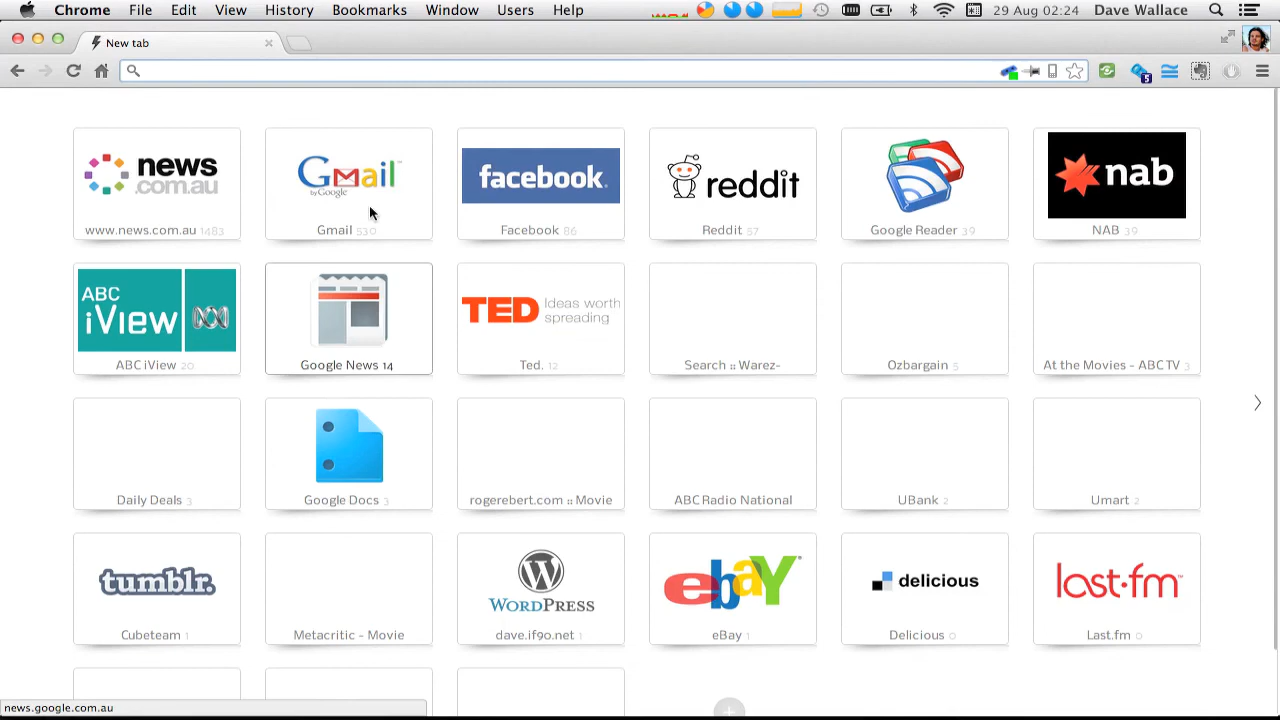 Chrome File Edit View History Bookmarks Window Users Help 29 Aug 02:24 Dave Wallace
New tab
5
news
.com.au
www.news.com.au 1483
Gmail
by Google
Gmail 530
facebook.
Facebook 86
reddit
Reddit 57
Google Reader 39
nab
NAB 39
ABC
iView
ABC iView 20
Google News 14
TED Ideas worth
spreading
Ted. 12
Search :: Warez-
Ozbargain 5
At the Movies - ABC TV 3
Daily Deals 3
Google Docs 3
rogerebert.com :: Movie
ABC Radio National
UBank 2
Umart 2
tumblr.
Cubeteam 1
Metacritic - Movie
WORDPRESS
dave.if90.net 1
ebaY
eBay 1
delicious
Delicious 0
last.fm
Last.fm 0
news.google.com.au